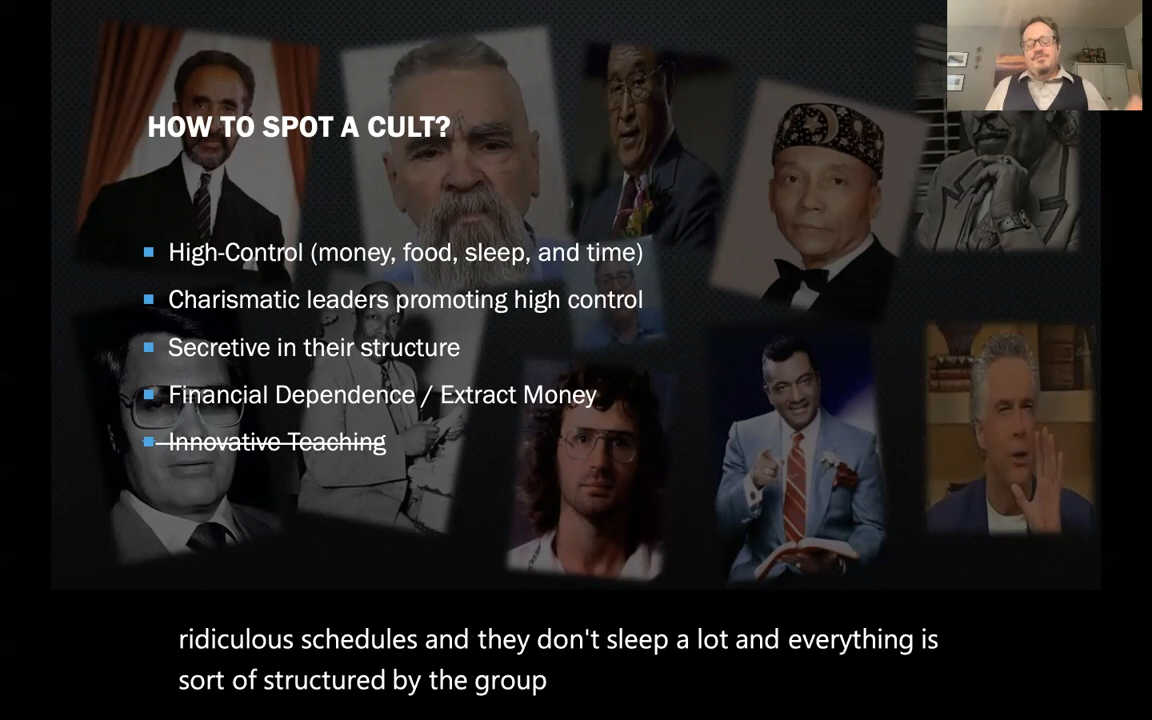 HOW TO SPOT A CULT?
High-Control (money, food, sleep, and time)
Charismatic leaders promoting high control
Secretive in their structure
Financial Dependence / Extract Money
Innovative Teaching
ridiculous schedules and they don't sleep a lot and everything is
sort of structured by the group